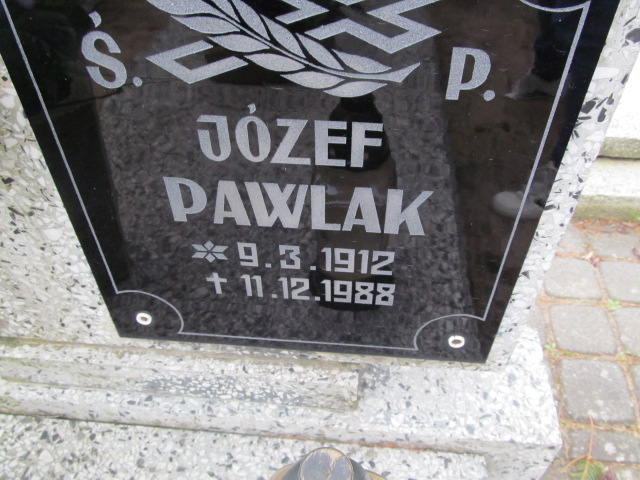 Ś. P.
JÓZEF
PAWLAK
9.3.1912
11.12.1988